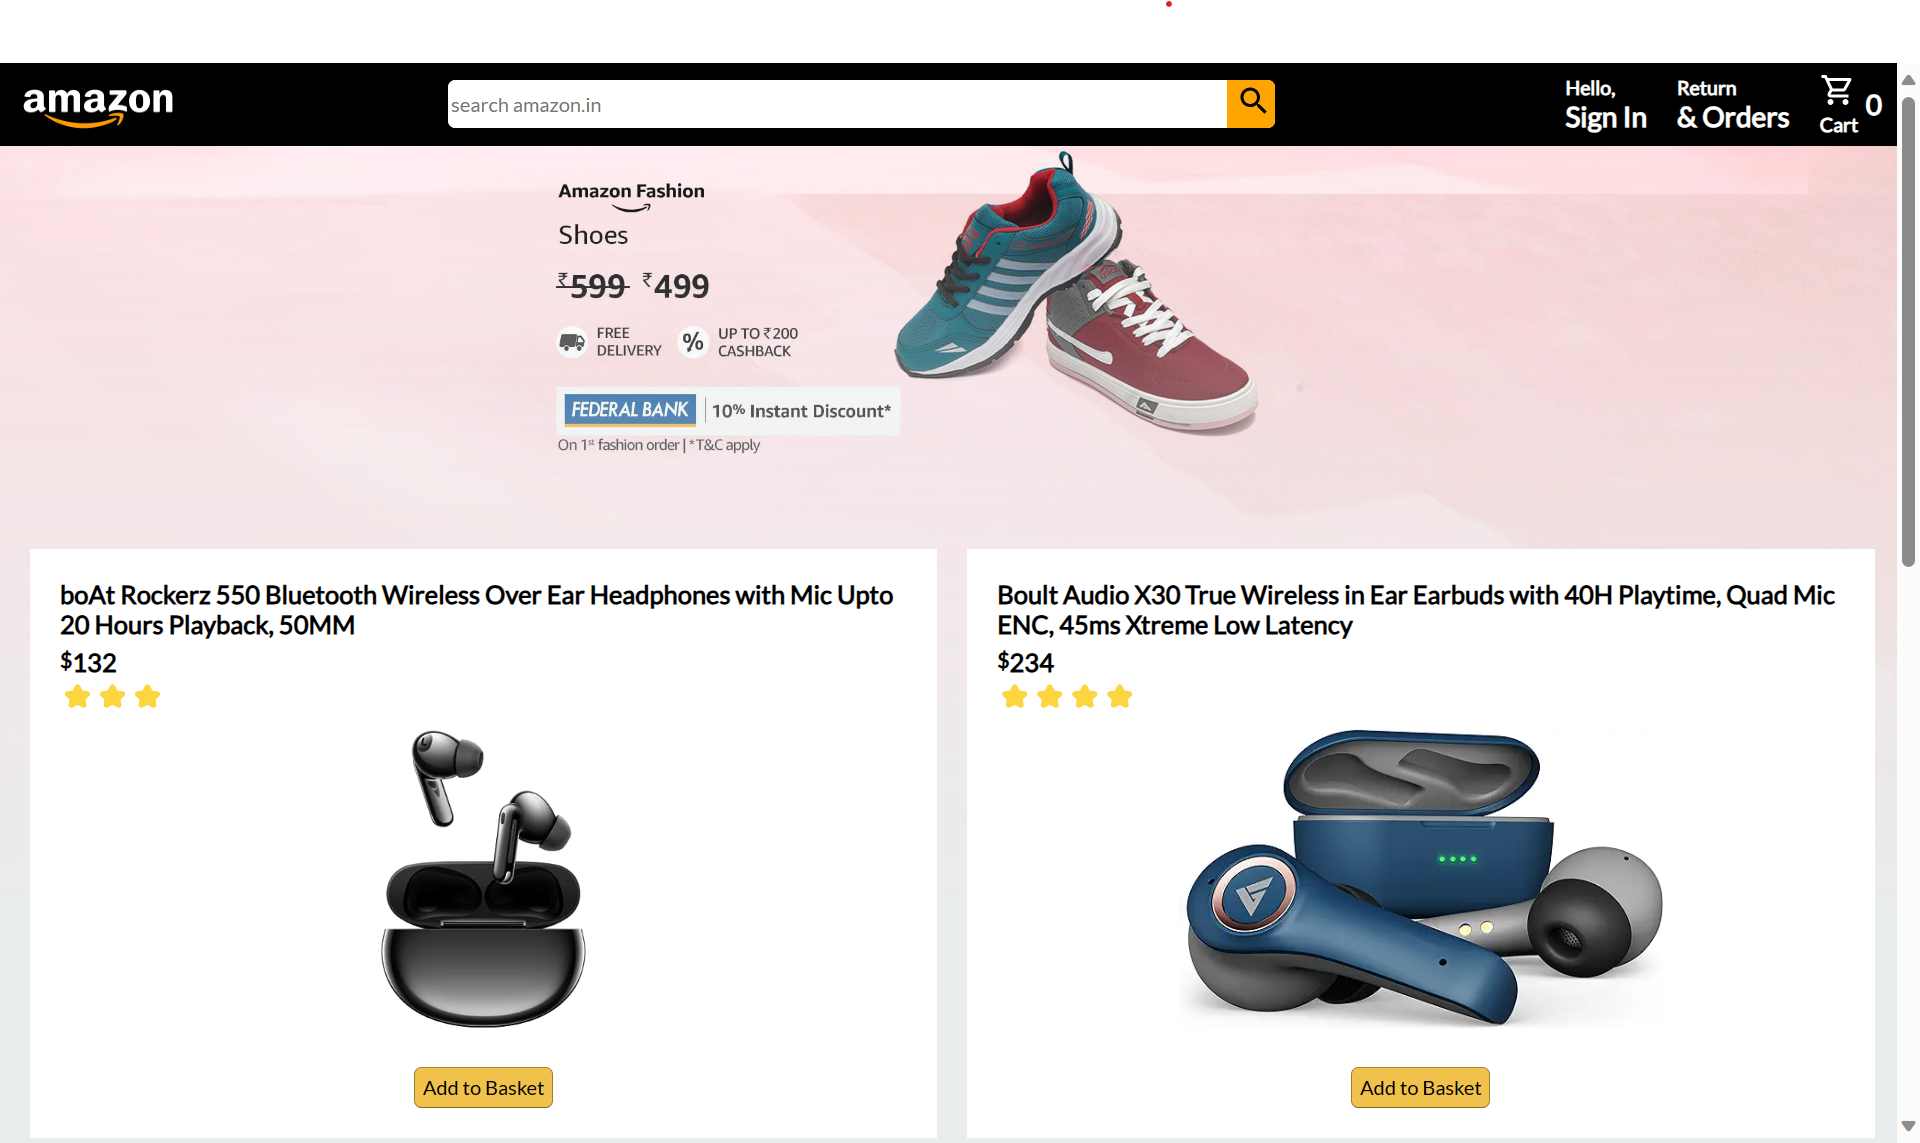 amazon
search amazon.in
Hello,
Sign In
Return
& Orders
Cart
0
Amazon Fashion
Shoes
₹599 ₹499
FREE
DELIVERY
UP TO ₹200
CASHBACK
FEDERAL BANK | 10% Instant Discount*
On 1st fashion order | *T&C apply
boAt Rockerz 550 Bluetooth Wireless Over Ear Headphones with Mic Upto
20 Hours Playback, 50MM
$132
Boult Audio X30 True Wireless in Ear Earbuds with 40H Playtime, Quad Mic
ENC, 45ms Xtreme Low Latency
$234
L
Add to Basket
Add to Basket